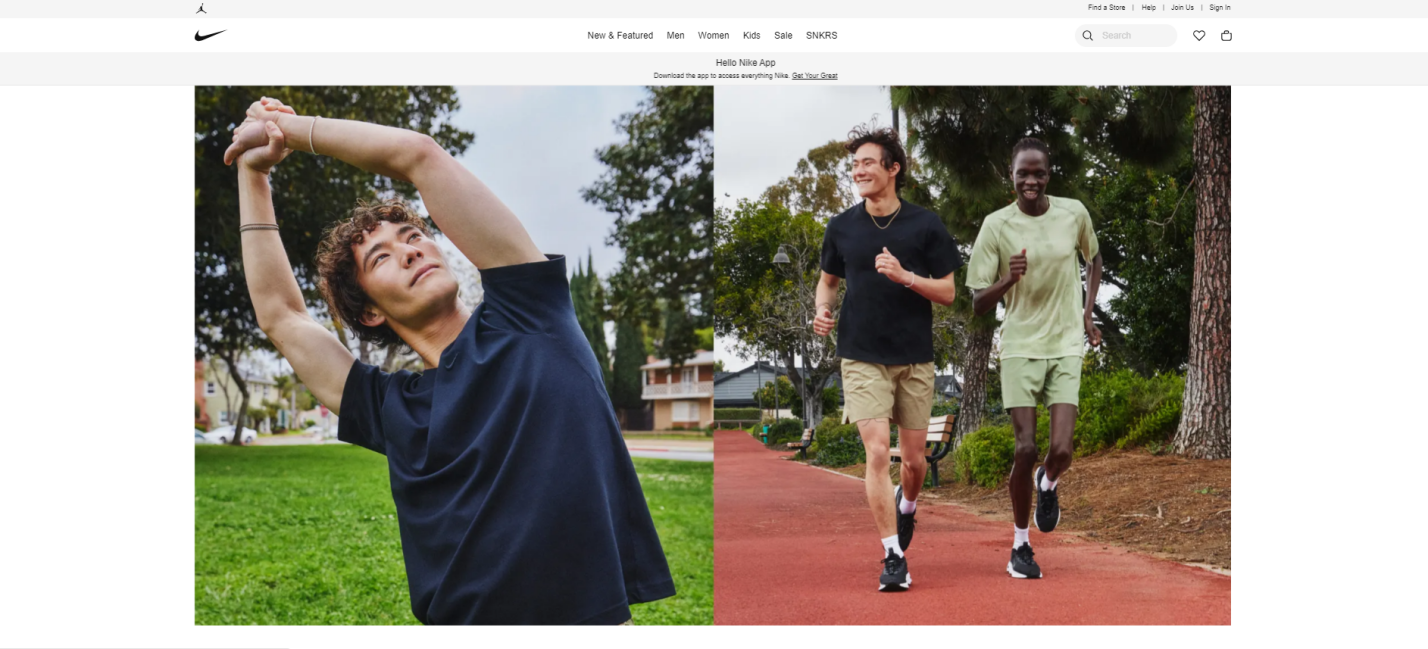 Find a Store | Help | Join Us | Sign In
New & Featured Men Women Kids Sale SNKRS
Search
Hello Nike App
Download the app to access everything Nike. Get Your Great